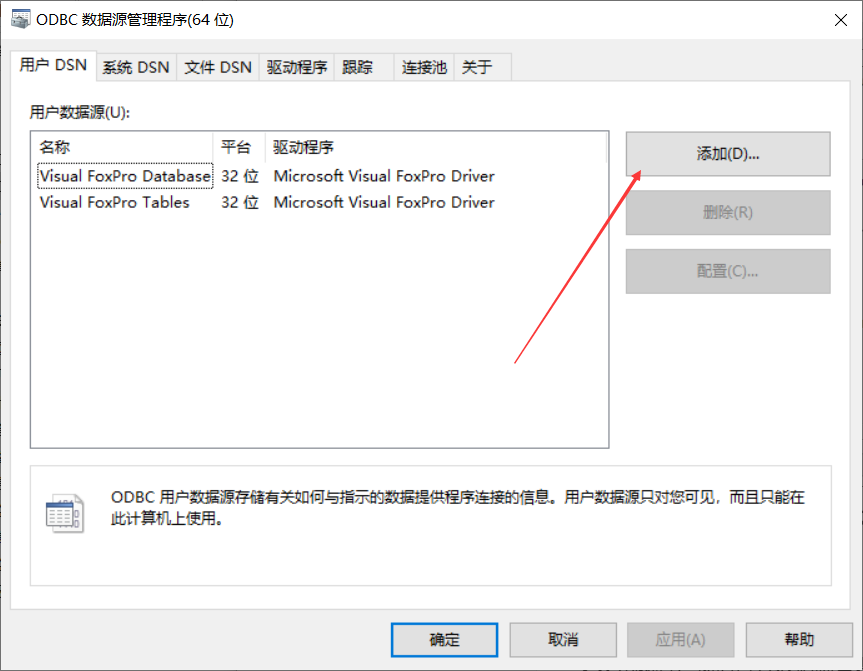 ODBC 数据源管理程序(64 位)
用户 DSN 系统 DSN 文件 DSN 驱动程序 跟踪 连接池 关于
用户数据源(U):
名称 平台 驱动程序
Visual FoxPro Database 32 位 Microsoft Visual FoxPro Driver
Visual FoxPro Tables 32 位 Microsoft Visual FoxPro Driver
添加(D)...
删除(R)
配置(C)...
ODBC 用户数据源存储有关如何与指示的数据提供程序连接的信息。用户数据源只对您可见，而且只能在
此计算机上使用。
确定 取消 应用(A) 帮助